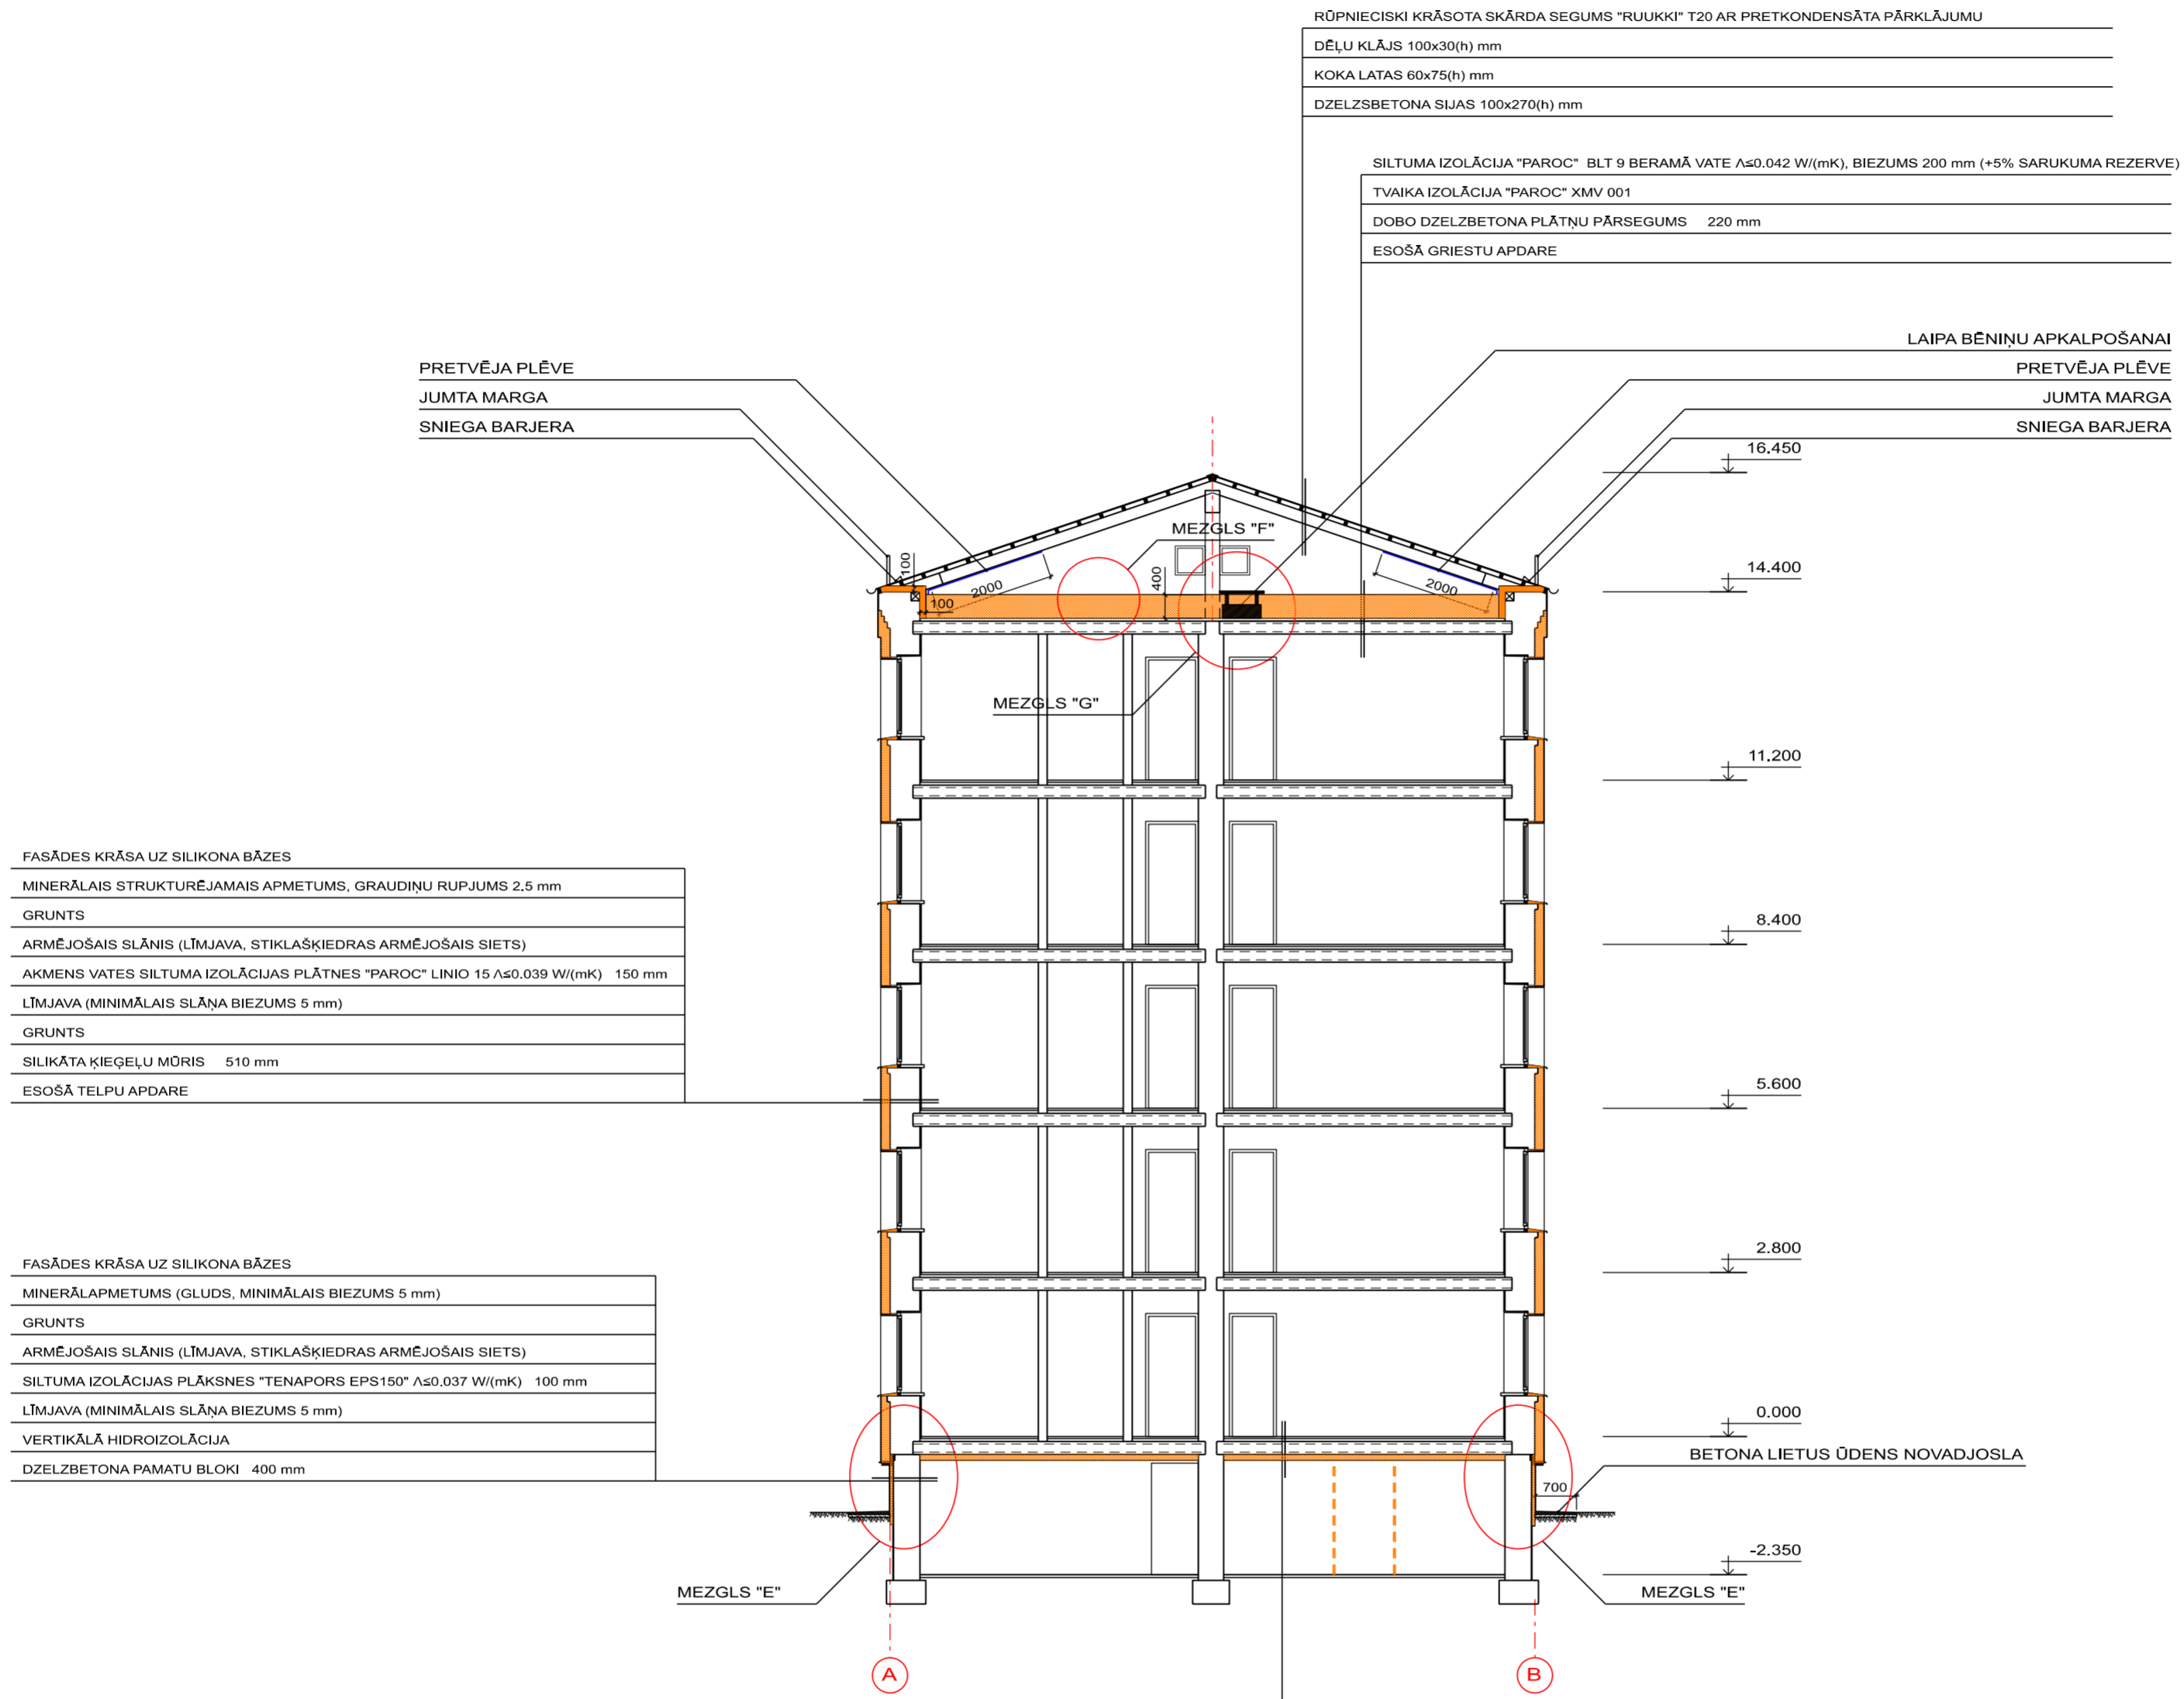 RŪPNIECISKI KRĀSOTA SKĀRDA SEGUMS "RUUKKI" T20 AR PRETKONDENSĀTA PĀRKLĀJUMU
DĒĻU KLĀJS 100x30(h) mm
KOKA LATAS 60x75(h) mm
DZELZSBETONA SIJAS 100x270(h) mm
SILTUMA IZOLĀCIJA "PAROC" BLT 9 BERAMĀ VATE Λ≤0.042 W/(mK), BIEZUMS 200 mm (+5% SARUKUMA REZERVE)
TVAIKA IZOLĀCIJA "PAROC" XMV 001
DOBO DZELZBETONA PLĀTŅU PĀRSEGUMS 220 mm
ESOŠĀ GRIESTU APDARE
PRETVĒJA PLĒVE
JUMTA MARGA
SNIEGA BARJERA
LAIPA BĒNIŅU APKALPOŠANAI
PRETVĒJA PLĒVE
JUMTA MARGA
SNIEGA BARJERA
16.450
MEZGLS "F"
100
2000
100
400
2000
14.400
MEZGLS "G"
11.200
FASĀDES KRĀSA UZ SILIKONA BĀZES
MINERĀLAIS STRUKTURĒJAMAIS APMETUMS, GRAUDIŅU RUPJUMS 2.5 mm
GRUNTS
ARMĒJOŠAIS SLĀNIS (LĪMJAVA, STIKLAŠĶIEDRAS ARMĒJOŠAIS SIETS)
AKMENS VATES SILTUMA IZOLĀCIJAS PLĀTNES "PAROC" LINIO 15 Λ≤0.039 W/(mK) 150 mm
LĪMJAVA (MINIMĀLAIS SLĀŅA BIEZUMS 5 mm)
GRUNTS
SILIKĀTA ĶIEĢEĻU MŪRIS 510 mm
ESOŠĀ TELPU APDARE
8.400
5.600
2.800
FASĀDES KRĀSA UZ SILIKONA BĀZES
MINERĀLAPMETUMS (GLUDS, MINIMĀLAIS BIEZUMS 5 mm)
GRUNTS
ARMĒJOŠAIS SLĀNIS (LĪMJAVA, STIKLAŠĶIEDRAS ARMĒJOŠAIS SIETS)
SILTUMA IZOLĀCIJAS PLĀKSNES "TENAPORS EPS150" Λ≤0.037 W/(mK) 100 mm
LĪMJAVA (MINIMĀLAIS SLĀŅA BIEZUMS 5 mm)
VERTIKĀLĀ HIDROIZOLĀCIJA
DZELZBETONA PAMATU BLOKI 400 mm
0.000
BETONA LIETUS ŪDENS NOVADJOSLA
700
-2.350
MEZGLS "E"
MEZGLS "E"
A
B